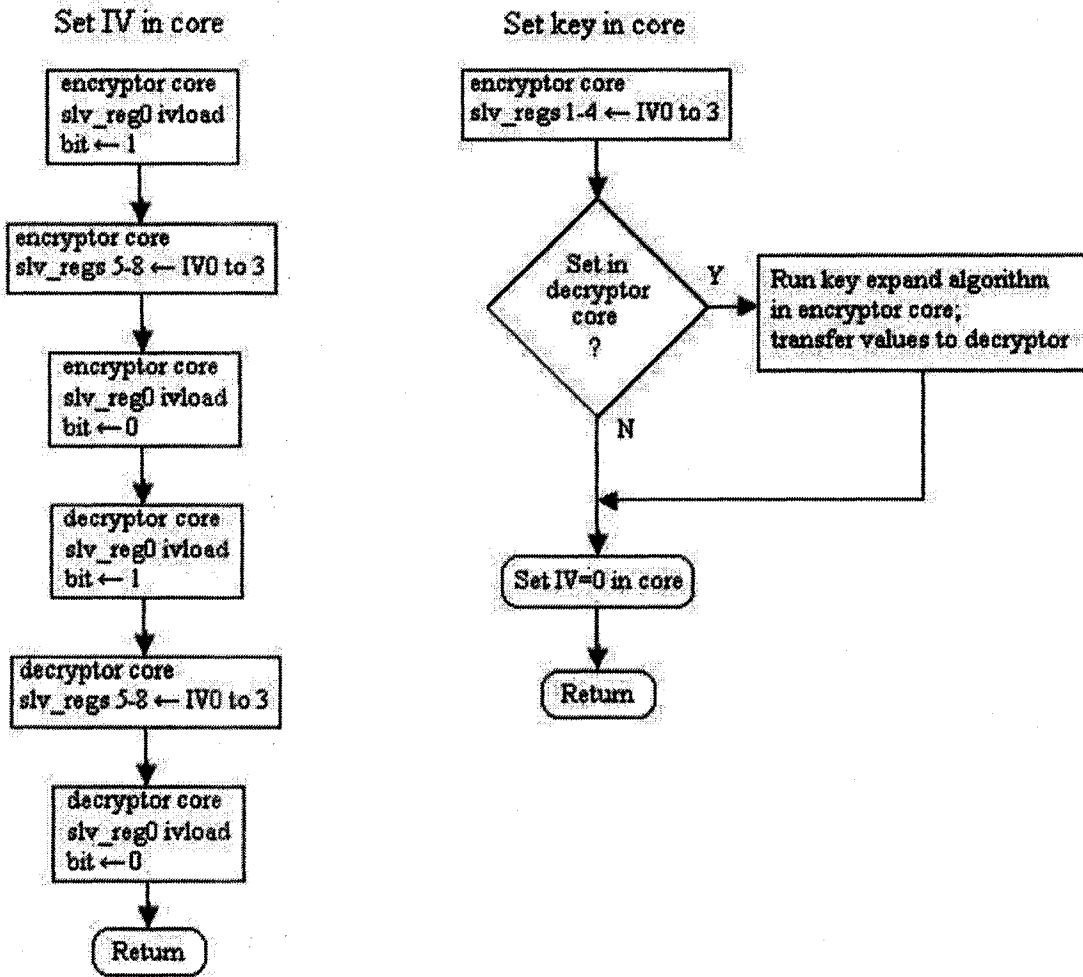 Set IV in core
encryptor core
slv_reg0 ivload
bit ← 1
encryptor core
slv_regs 5-8 ← IV0 to 3
encryptor core
slv_reg0 ivload
bit ← 0
decryptor core
slv_reg0 ivload
bit ← 1
decryptor core
slv_regs 5-8 ← IV0 to 3
decryptor core
slv_reg0 ivload
bit ← 0
Return
Set key in core
encryptor core
slv_regs 1-4 ← IV0 to 3
Set in
decryptor
core
?
Y
Run key expand algorithm
in encryptor core;
transfer values to decryptor
N
Set IV=0 in core
Return